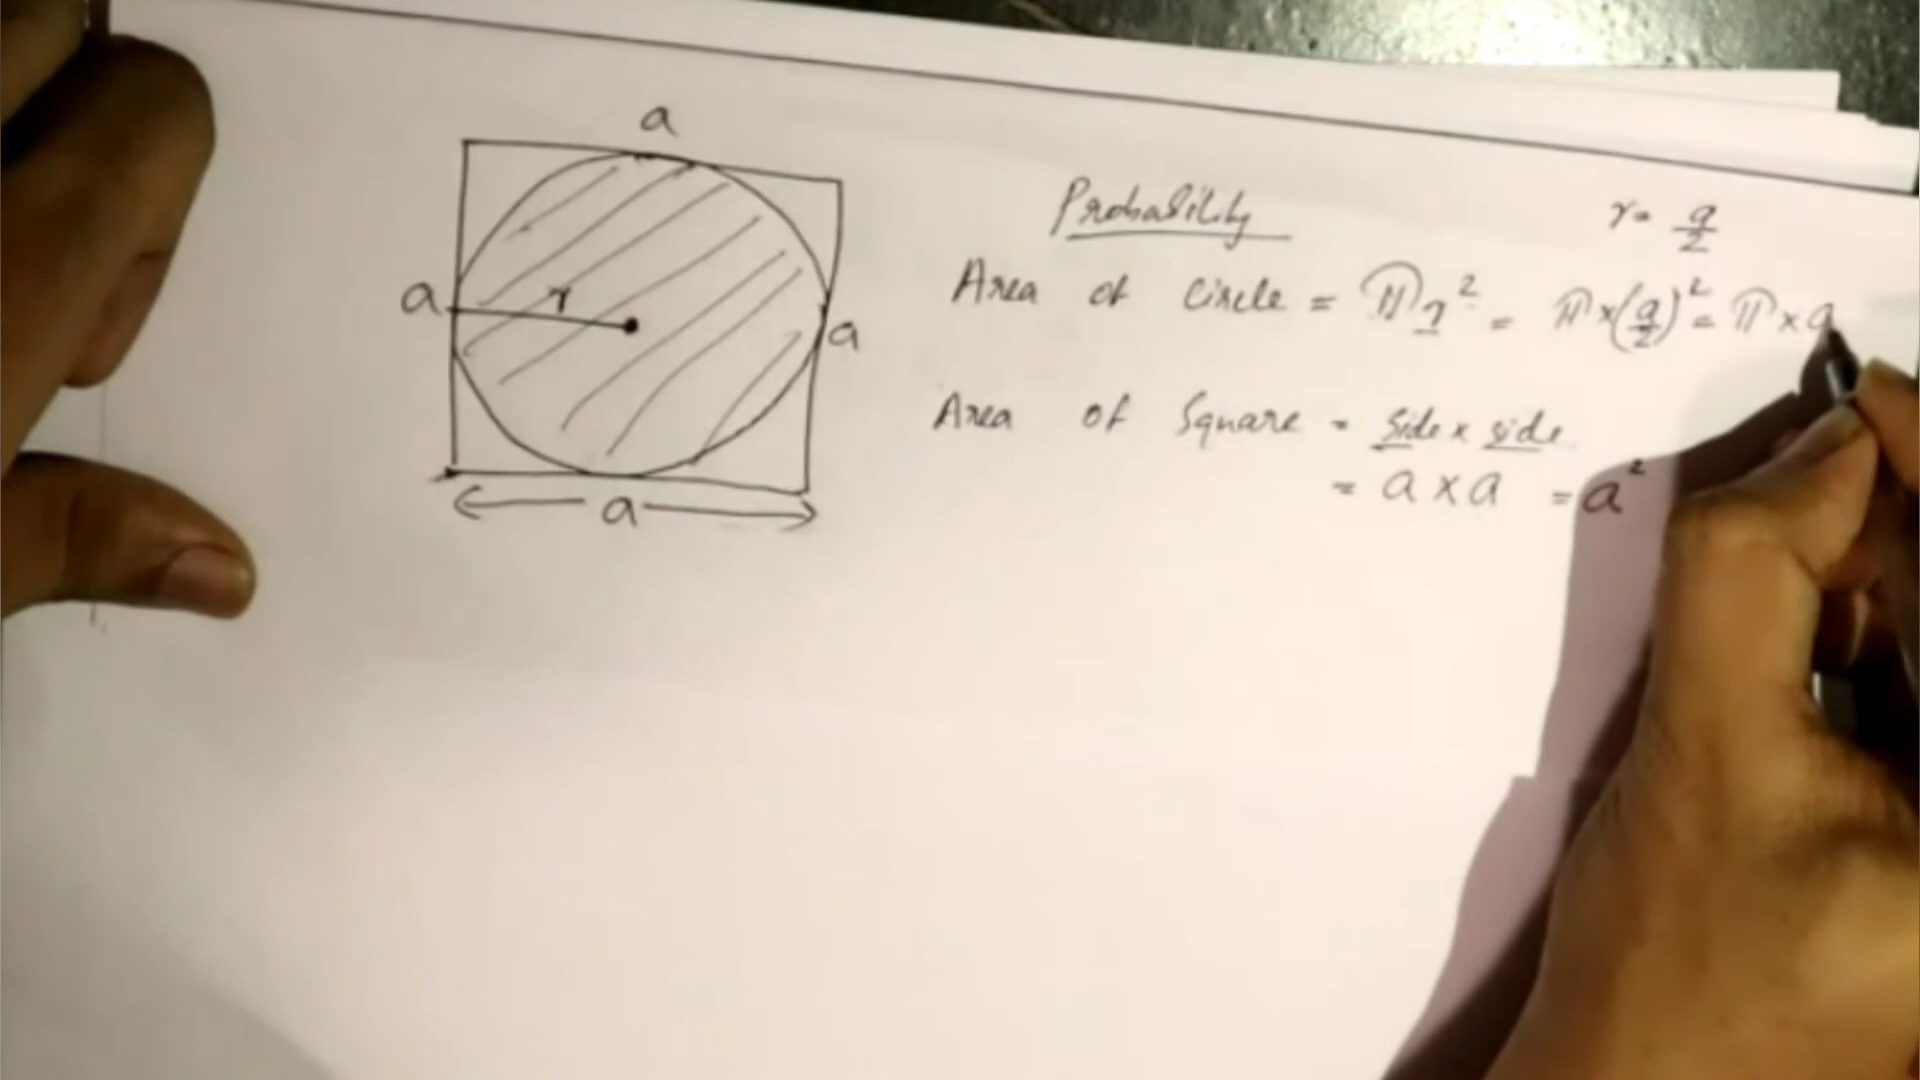 a
a
r
a
a
Probability
r = a/2
Area of Circle = πr² = π×(a/2)² = π×a
Area of Square = Side × side
= a × a = a²